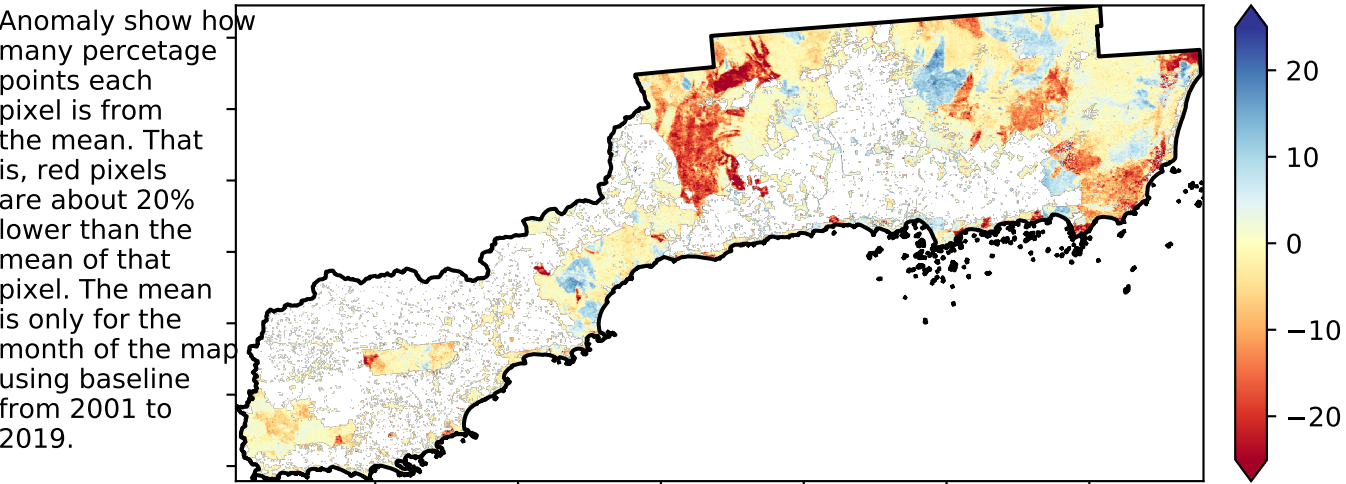 Anomaly show how
many percetage
points each
pixel is from
the mean. That
is, red pixels
are about 20%
lower than the
mean of that
pixel. The mean
is only for the
month of the map
using baseline
from 2001 to
2019.
20
10
0
−10
−20